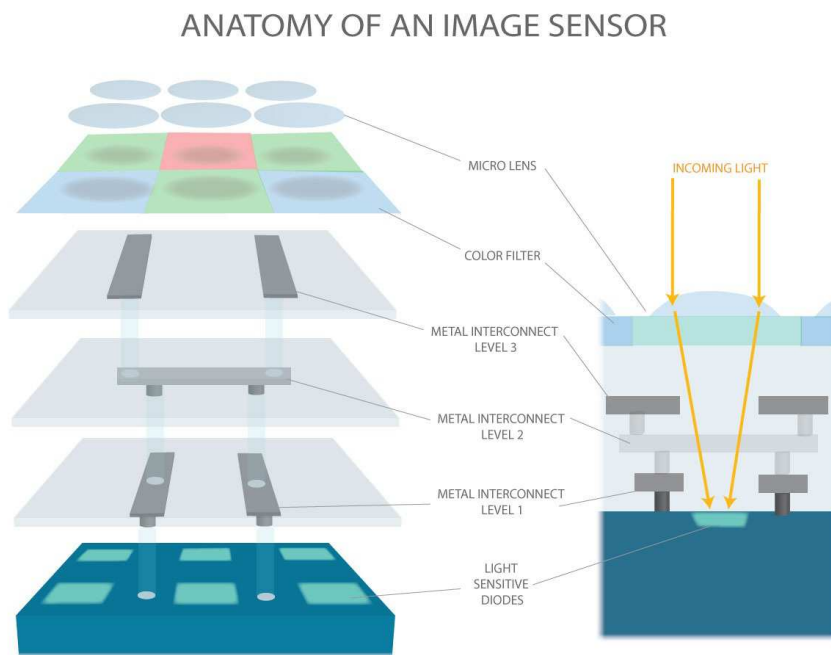 ANATOMY OF AN IMAGE SENSOR
MICRO LENS
INCOMING LIGHT
COLOR FILTER
METAL INTERCONNECT
LEVEL 3
METAL INTERCONNECT
LEVEL 2
METAL INTERCONNECT
LEVEL 1
LIGHT
SENSITIVE
DIODES